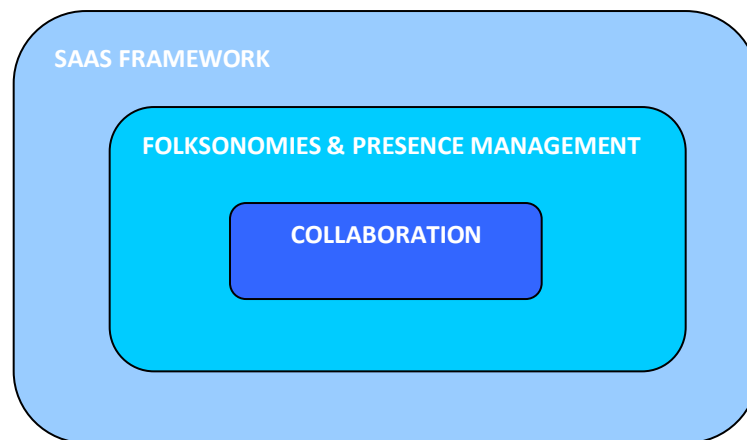 SAAS FRAMEWORK
FOLKSONOMIES & PRESENCE MANAGEMENT
COLLABORATION